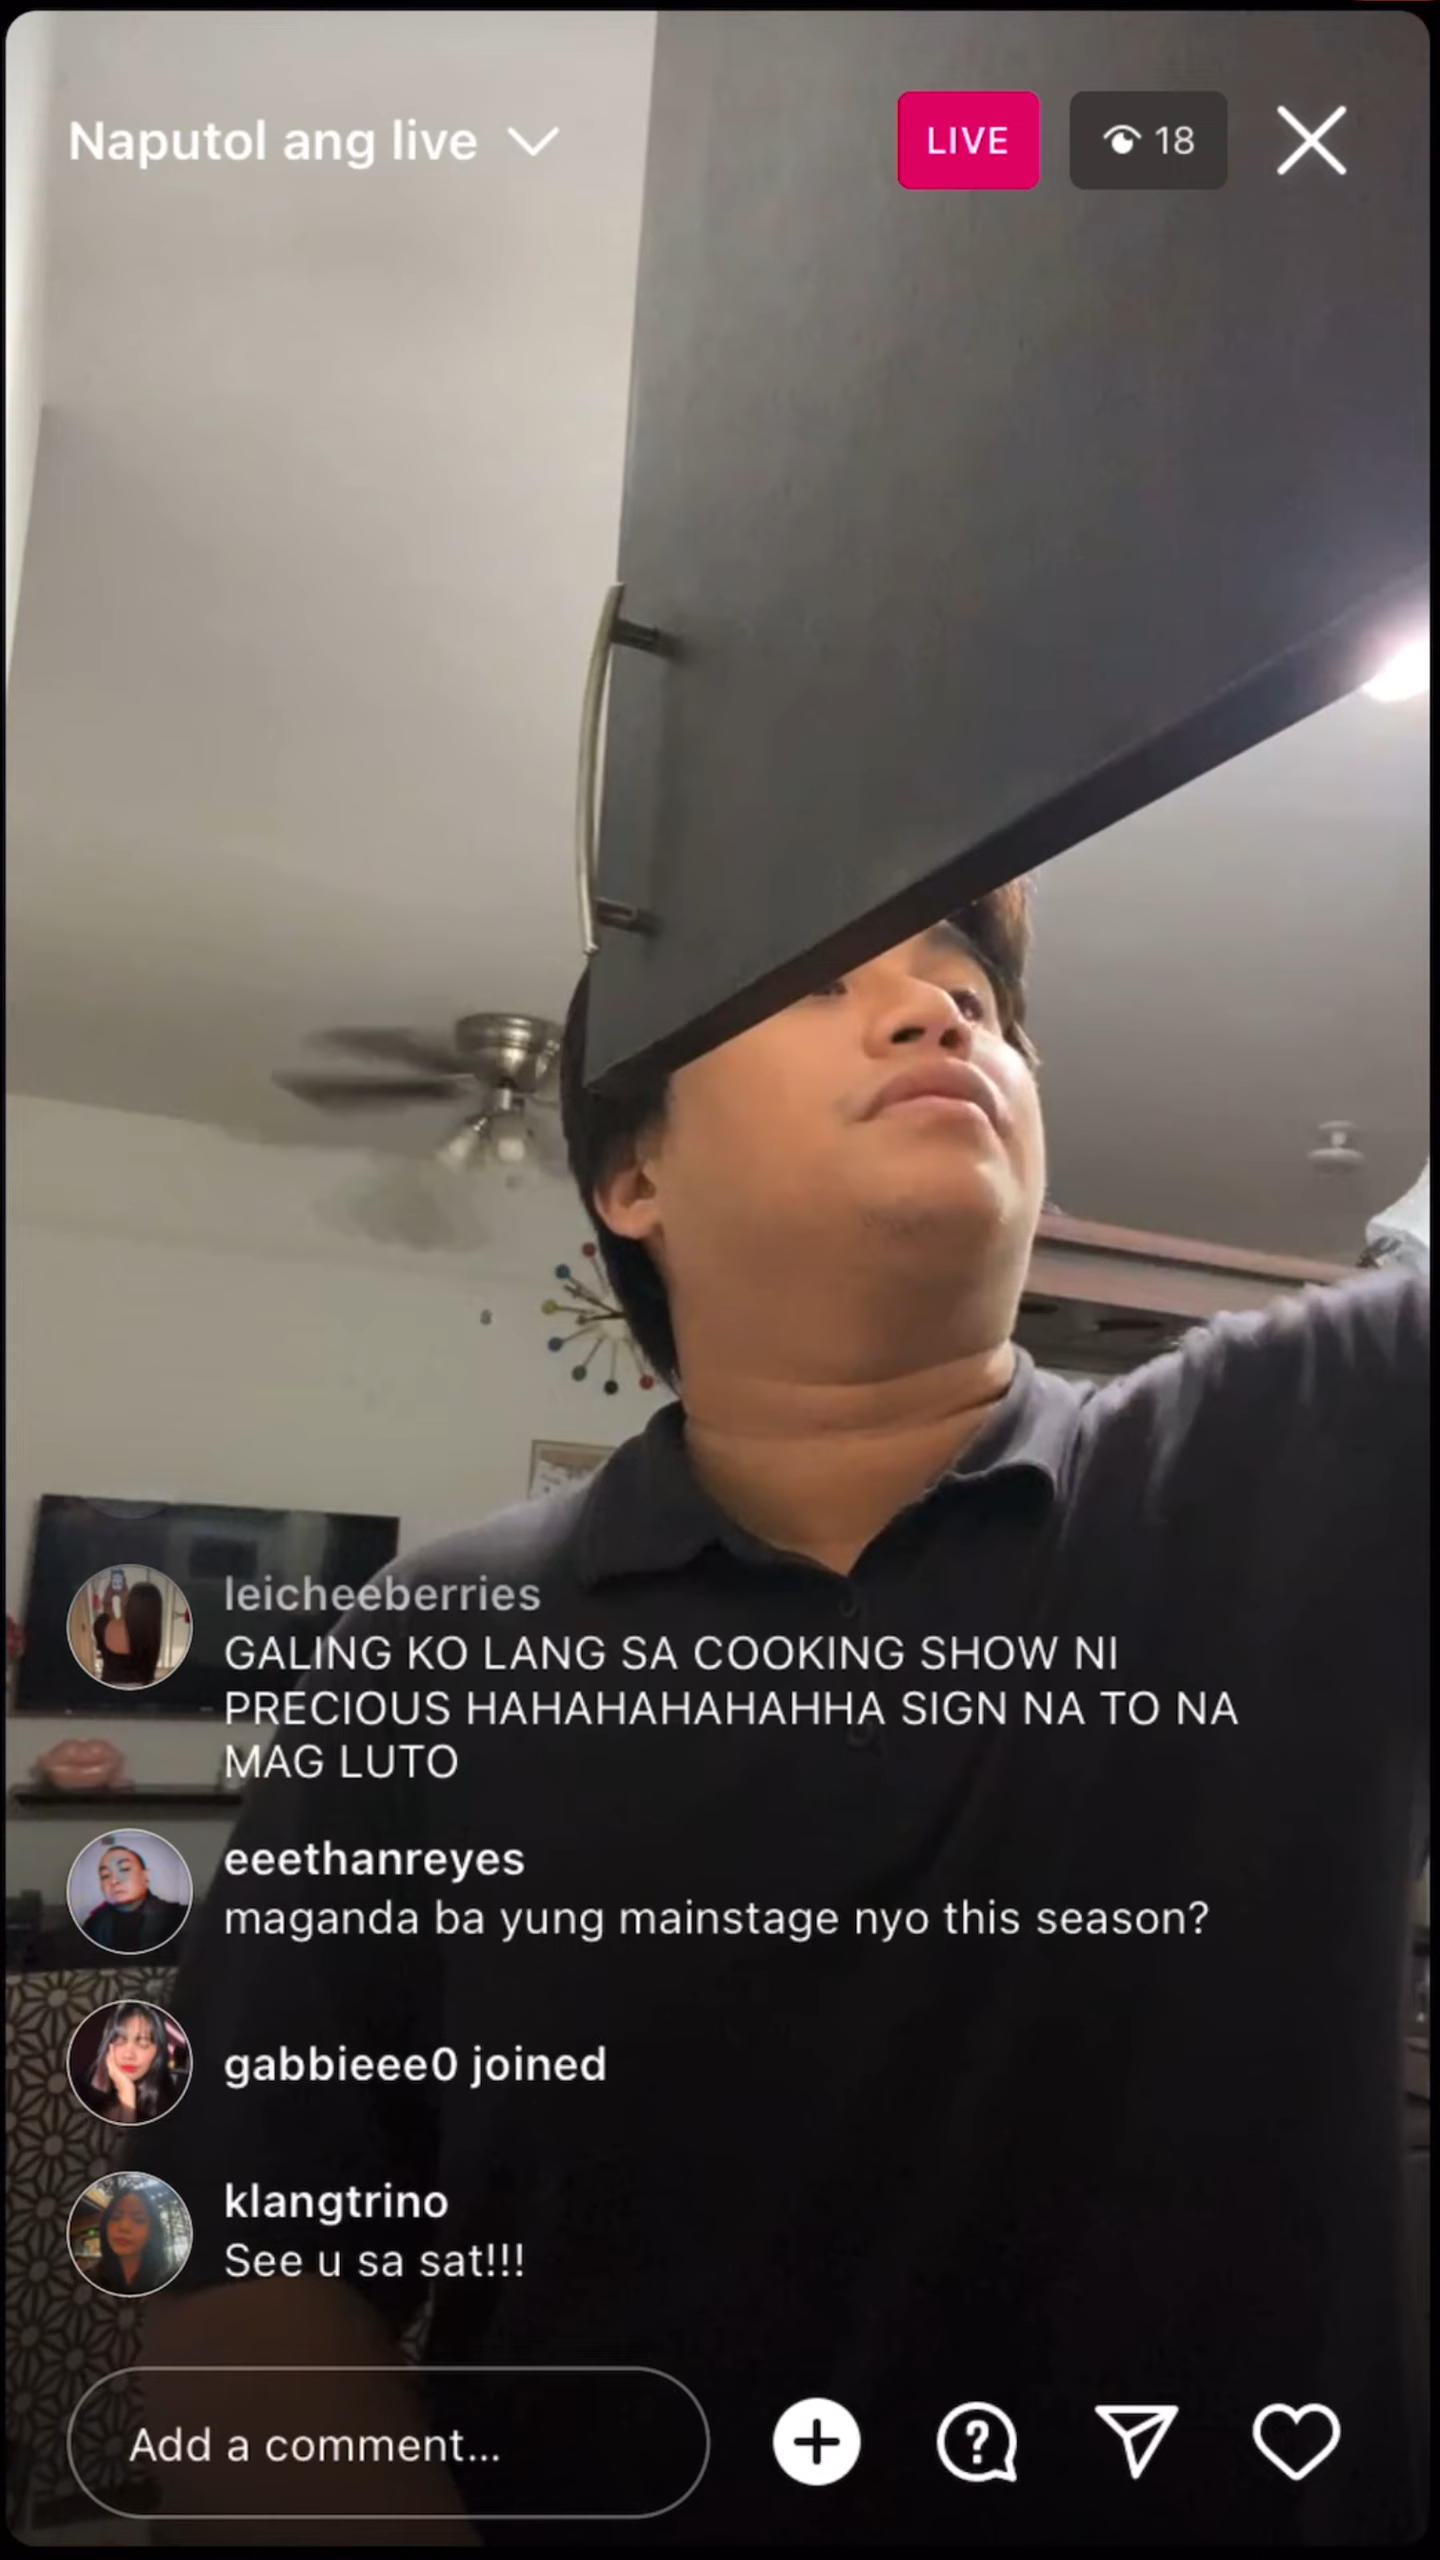 Naputol ang live
LIVE
18
leicheeberries
GALING KO LANG SA COOKING SHOW NI
PRECIOUS HAHAHAHAHAHHA SIGN NA TO NA
MAG LUTO
eeethanreyes
maganda ba yung mainstage nyo this season?
gabbieee0 joined
klangtrino
See u sa sat!!!
Add a comment...